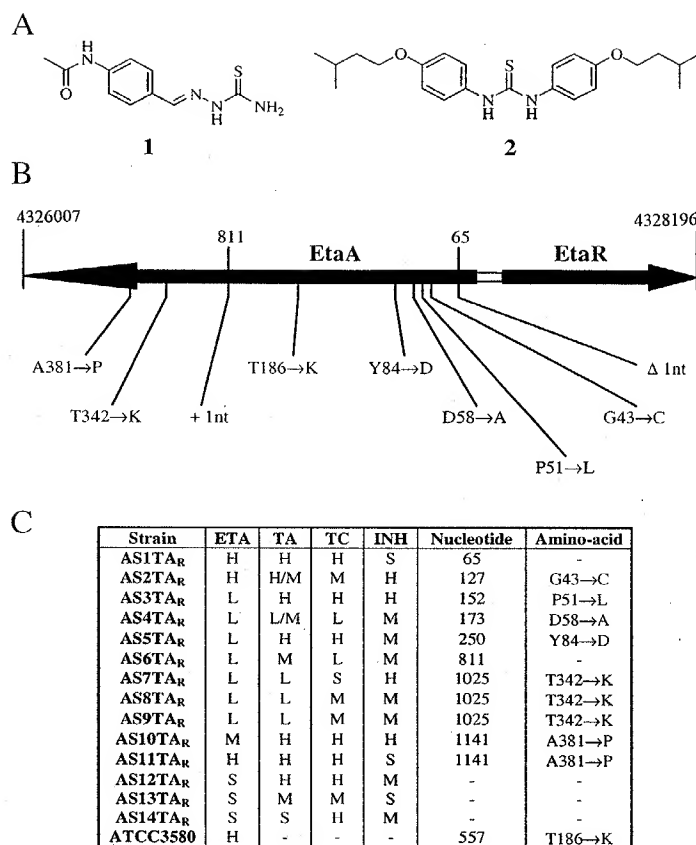 A
H
N
O
N
N
H
S
NH2
1
O
S
N
H
N
H
O
2
B
4326007
811
65
4328196
EtaA
EtaR
A381→P
T342→K
+ 1nt
T186→K
Y84→D
D58→A
P51→L
G43→C
Δ 1nt
C
Strain ETA TA TC INH Nucleotide Amino-acid
AS1TAR H H H S 65 -
AS2TAR H H/M M H 127 G43→C
AS3TAR L H H H 152 P51→L
AS4TAR L L/M L M 173 D58→A
AS5TAR L H H M 250 Y84→D
AS6TAR L M L M 811 -
AS7TAR L L S H 1025 T342→K
AS8TAR L L M M 1025 T342→K
AS9TAR L L M M 1025 T342→K
AS10TAR M H H H 1141 A381→P
AS11TAR H H H S 1141 A381→P
AS12TAR S H H M - -
AS13TAR S M M S - -
AS14TAR S S H M - -
ATCC3580 H - - - 557 T186→K